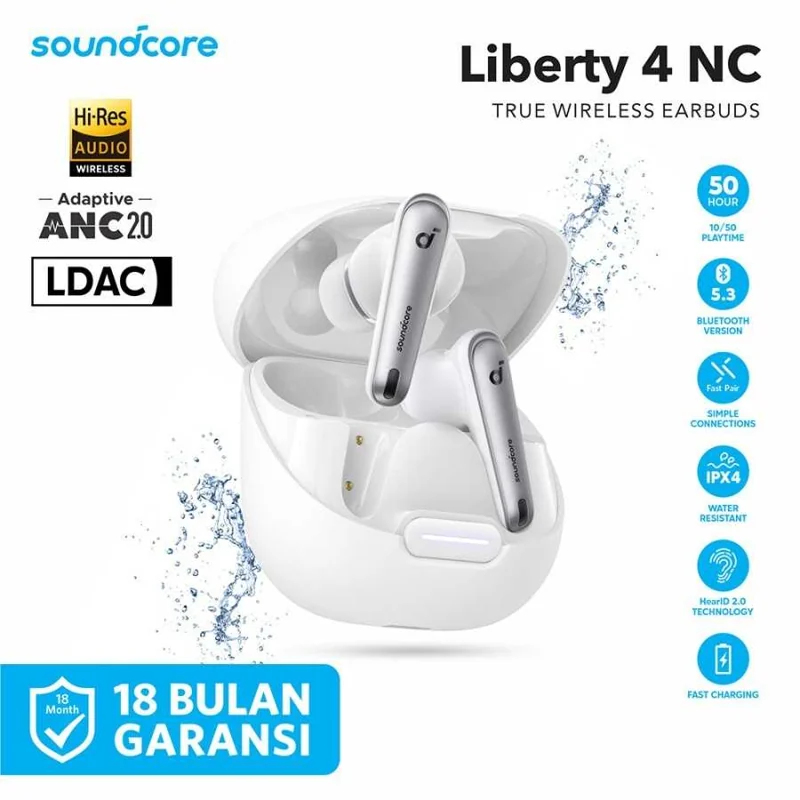 soundcore
Liberty 4 NC
TRUE WIRELESS EARBUDS
Hi-Res
AUDIO
WIRELESS
Adaptive
ANC2.0
LDAC
soundcore
soundcore
50
HOUR
10/50
PLAYTIME
5.3
BLUETOOTH
VERSION
Fast Pair
SIMPLE
CONNECTIONS
IPX4
WATER
RESISTANT
HearID 2.0
TECHNOLOGY
FAST CHARGING
18
Month
18 BULAN
GARANSI